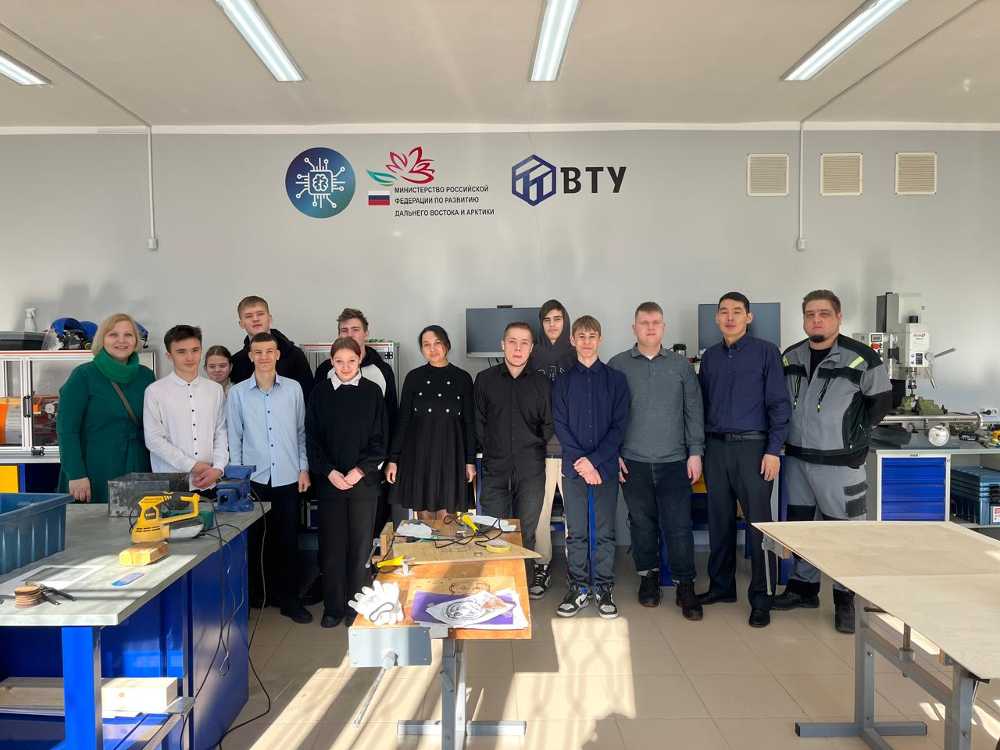 МИНИСТЕРСТВО РОССИЙСКОЙ
ФЕДЕРАЦИИ ПО РАЗВИТИЮ
ДАЛЬНЕГО ВОСТОКА И АРКТИКИ
ВТУ